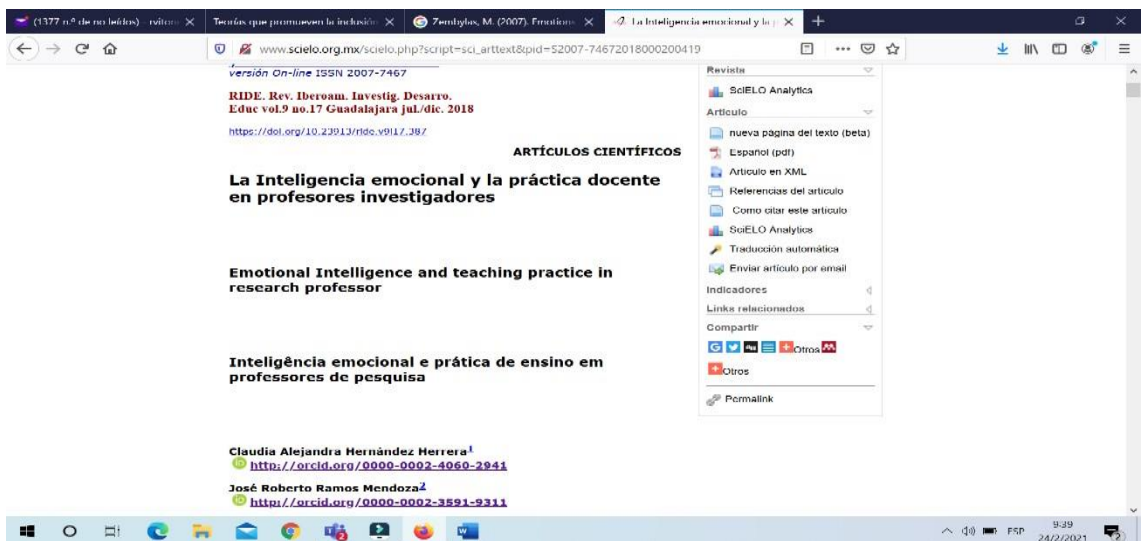 (1377 n.º de no leídos) - rviton
Teorías que promueven la inclusión
Zembylas, M. (2007). Emotion
La Inteligencia emocional y la p
www.scielo.org.mx/scielo.php?script=sci_arttext&pid=S2007-74672018000200419
versión On-line ISSN 2007-7467
RIDE. Rev. Iberoam. Investig. Desarro.
Educ vol.9 no.17 Guadalajara jul./dic. 2018
https://doi.org/10.23913/ride.v9i17.387
ARTÍCULOS CIENTÍFICOS
La Inteligencia emocional y la práctica docente
en profesores investigadores
Emotional Intelligence and teaching practice in
research professor
Inteligência emocional e prática de ensino em
professores de pesquisa
Claudia Alejandra Hernández Herrera1
http://orcid.org/0000-0002-4060-2941
José Roberto Ramos Mendoza2
http://orcid.org/0000-0002-3591-9311
Revista
SciELO Analytics
Articulo
nueva página del texto (beta)
Español (pdf)
Articulo en XML
Referencias del artículo
Como citar este artículo
SciELO Analytics
Traducción automática
Enviar artículo por email
Indicadores
Links relacionados
Compartir
Otros
Otros
Permalink
ESP
9:39
24/2/2021